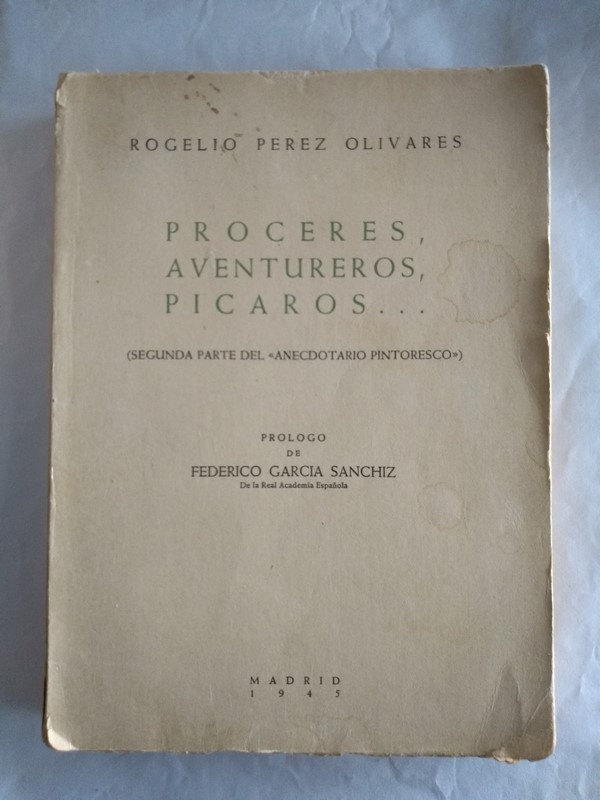 ROGELIO PEREZ OLIVARES
PROCERES,
AVENTUREROS,
PICAROS...
(SEGUNDA PARTE DEL «ANECDOTARIO PINTORESCO»)
PROLOGO
DE
FEDERICO GARCIA SANCHIZ
De la Real Academia Española
MADRID
1945